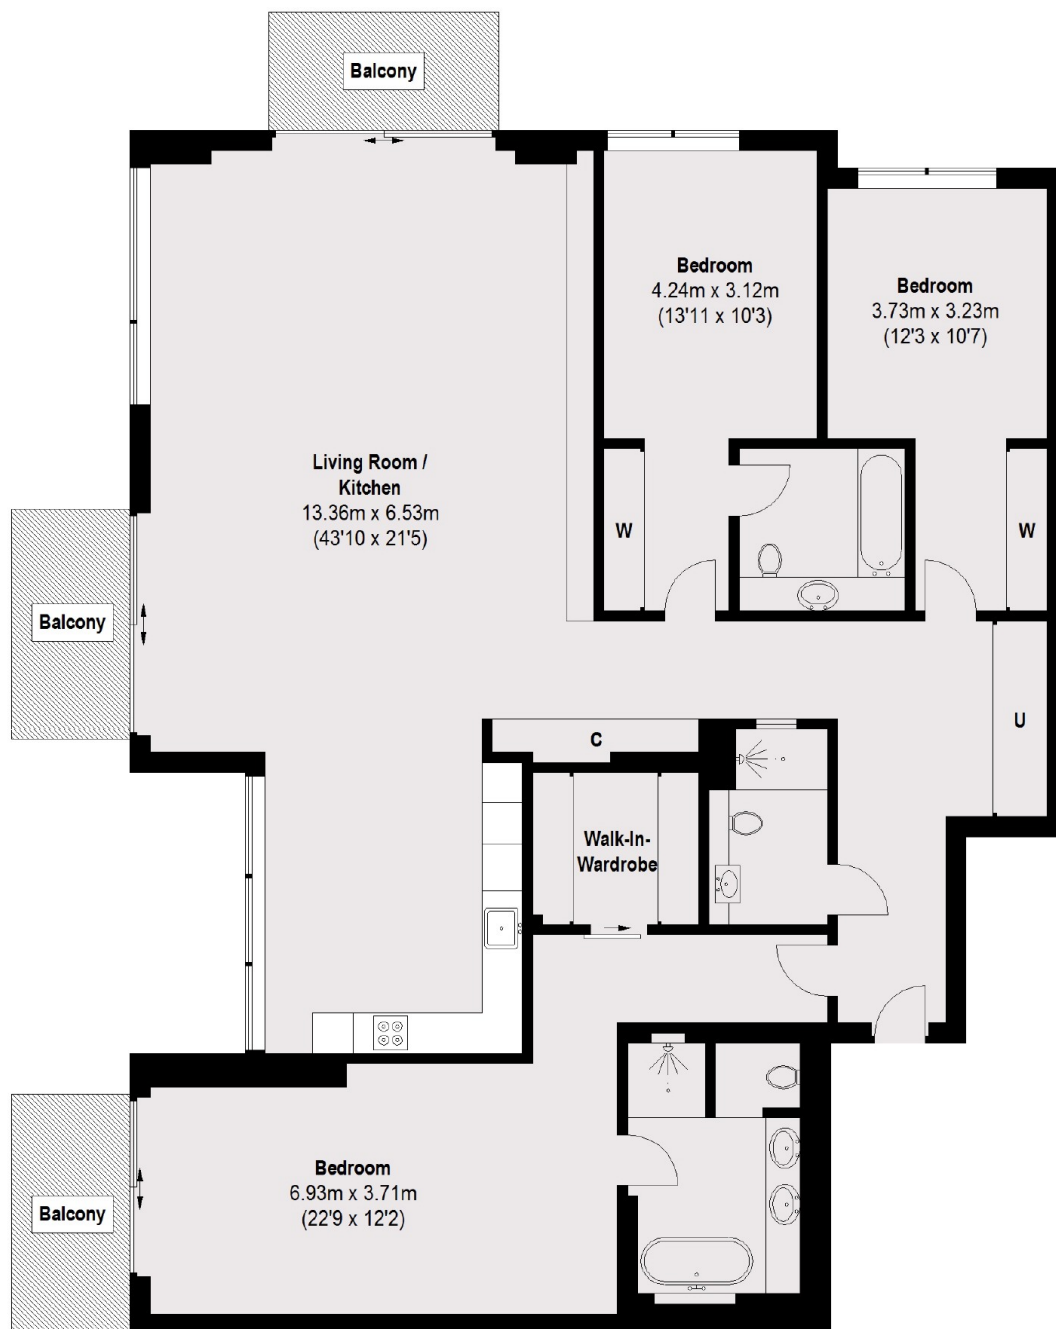 Balcony
Bedroom
4.24m x 3.12m
(13'11 x 10'3)
Bedroom
3.73m x 3.23m
(12'3 x 10'7)
Living Room /
Kitchen
13.36m x 6.53m
(43'10 x 21'5)
W
W
Balcony
U
C
Walk-In-
Wardrobe
Bedroom
6.93m x 3.71m
(22'9 x 12'2)
Balcony